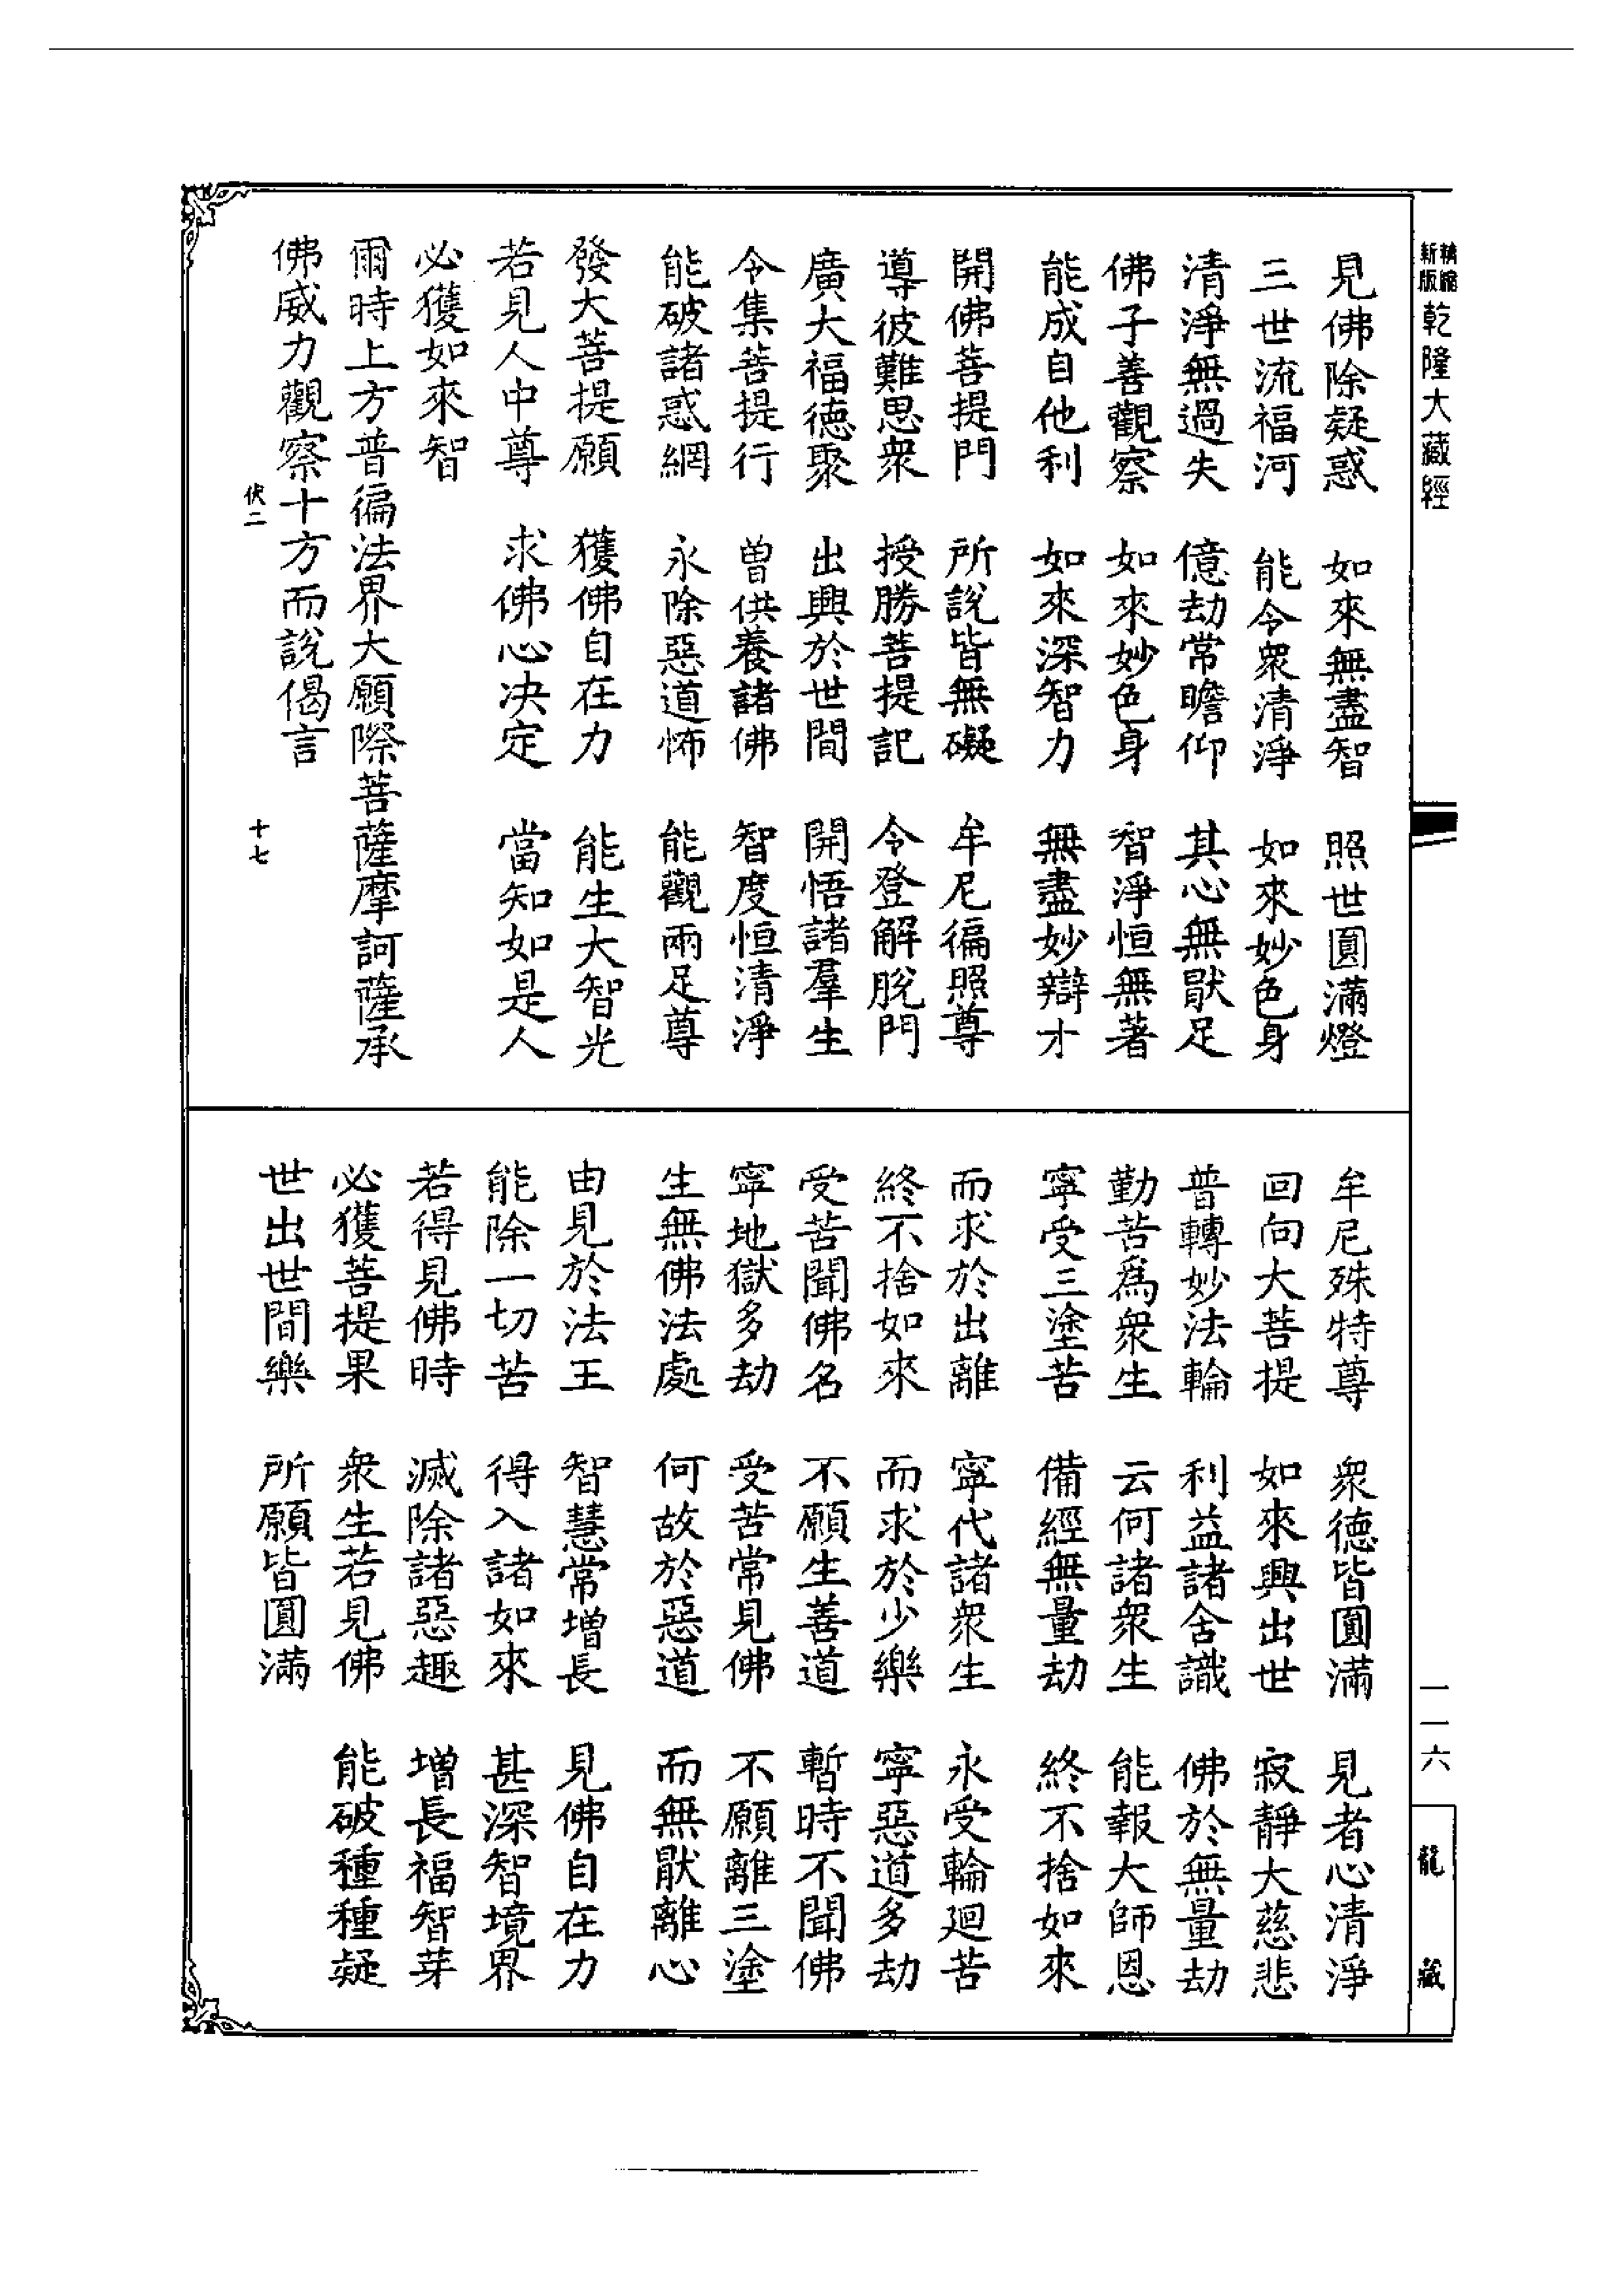 新版 精縮 乾隆大藏經
見佛除疑惑 如來無盡智 照世圓滿燈
三世流福河 能令衆清淨 如來妙色身
清淨無過失 億劫常瞻仰 其心無猒足
佛子善觀察 如來妙色身 智淨恒無著
能成自他利 如來深智力 無盡妙辯才
開佛菩提門 所說皆無礙 牟尼徧照尊
導彼難思衆 授勝菩提記 令登解脫門
廣大福德聚 出興於世間 開悟諸羣生
令集菩提行 曾供養諸佛 智度恒清淨
能破諸惑網 永除惡道怖 能觀兩足尊
發大菩提願 獲佛自在力 能生大智光
若見人中尊 求佛心决定 當知如是人
必獲如來智
爾時上方普徧法界大願際菩薩摩訶薩承
佛威力觀察十方而說偈言
伏二 十七
牟尼殊特尊 衆德皆圓滿 見者心清淨
回向大菩提 如來興出世 寂靜大慈悲
普轉妙法輪 利益諸含識 佛於無量劫
勤苦爲衆生 云何諸衆生 能報大師恩
寧受三塗苦 備經無量劫 終不捨如來
而求於出離 寧代諸衆生 永受輪廻苦
終不捨如來 而求於少樂 寧惡道多劫
受苦聞佛名 不願生善道 暫時不聞佛
寧地獄多劫 受苦常見佛 不願離三塗
生無佛法處 何故於惡道 而無猒離心
由見於法王 智慧常增長 見佛自在力
能除一切苦 得入諸如來 甚深智境界
若得見佛時 滅除諸惡趣 增長福智芽
必獲菩提果 衆生若見佛 能破種種疑
世出世間樂 所願皆圓滿
一一六
龍藏